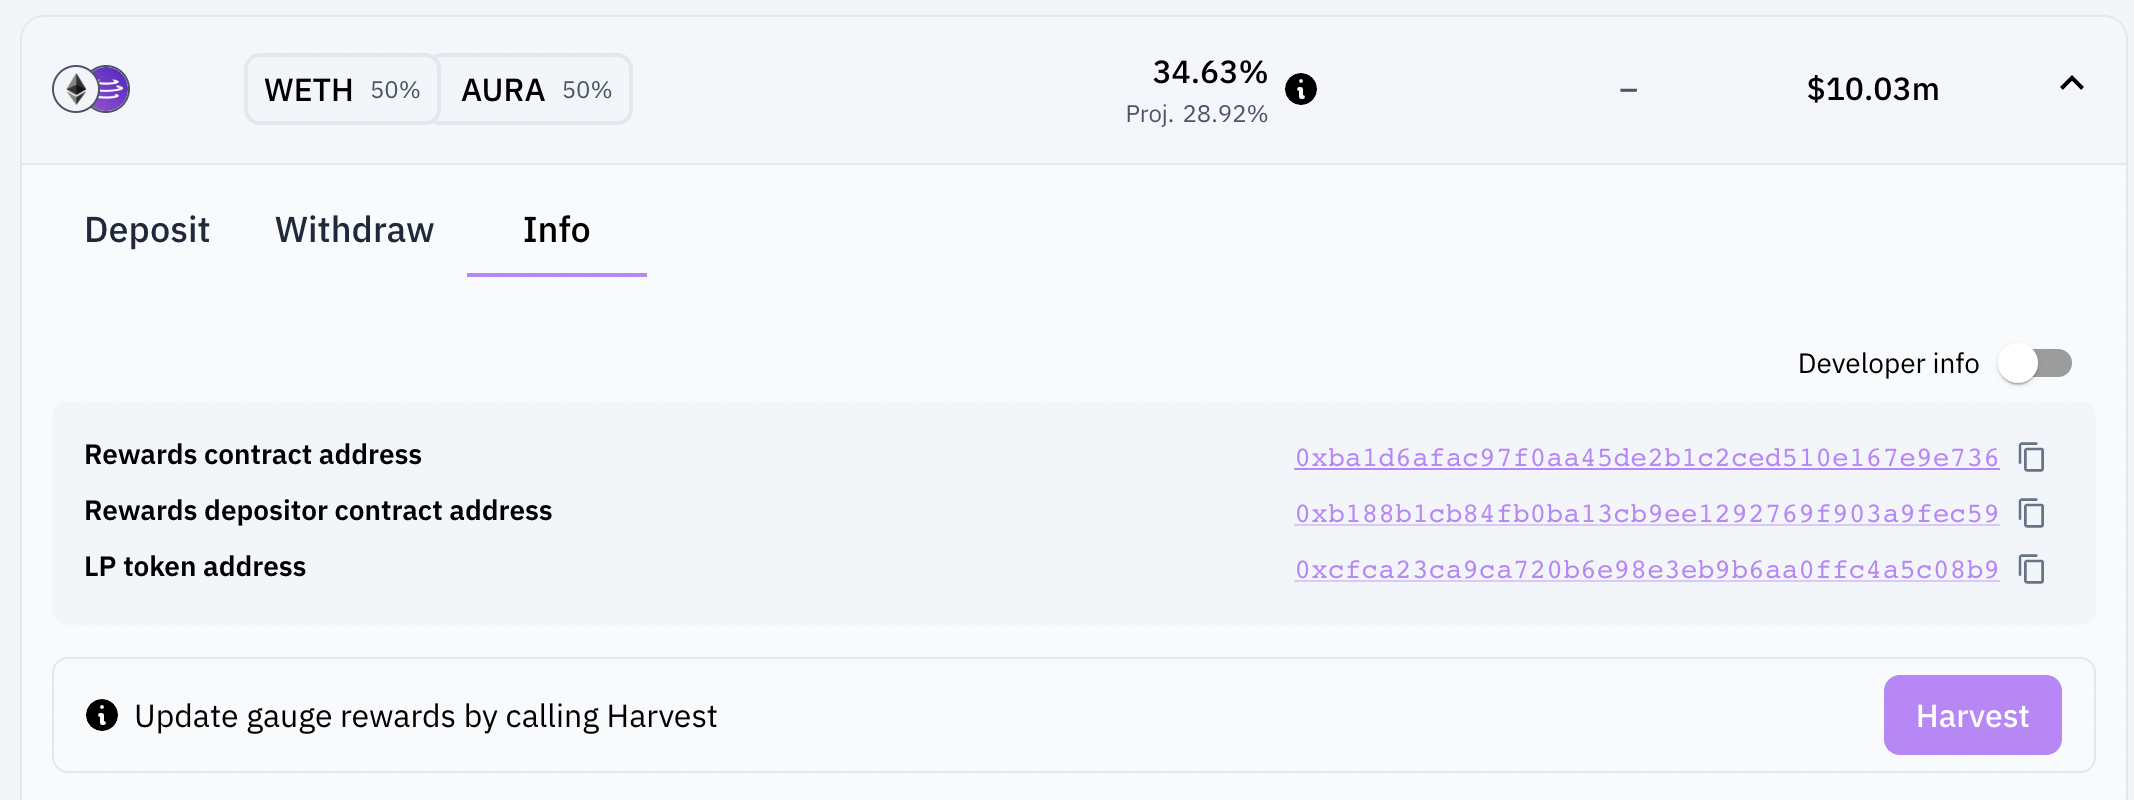 WETH 50% AURA 50% 34.63% – $10.03m
Proj. 28.92%
Deposit Withdraw Info
Developer info
Rewards contract address 0xba1d6afac97f0aa45de2b1c2ced510e167e9e736
Rewards depositor contract address 0xb188b1cb84fb0ba13cb9ee1292769f903a9fec59
LP token address 0xcfca23ca9ca720b6e98e3eb9b6aa0ffc4a5c08b9
Update gauge rewards by calling Harvest Harvest